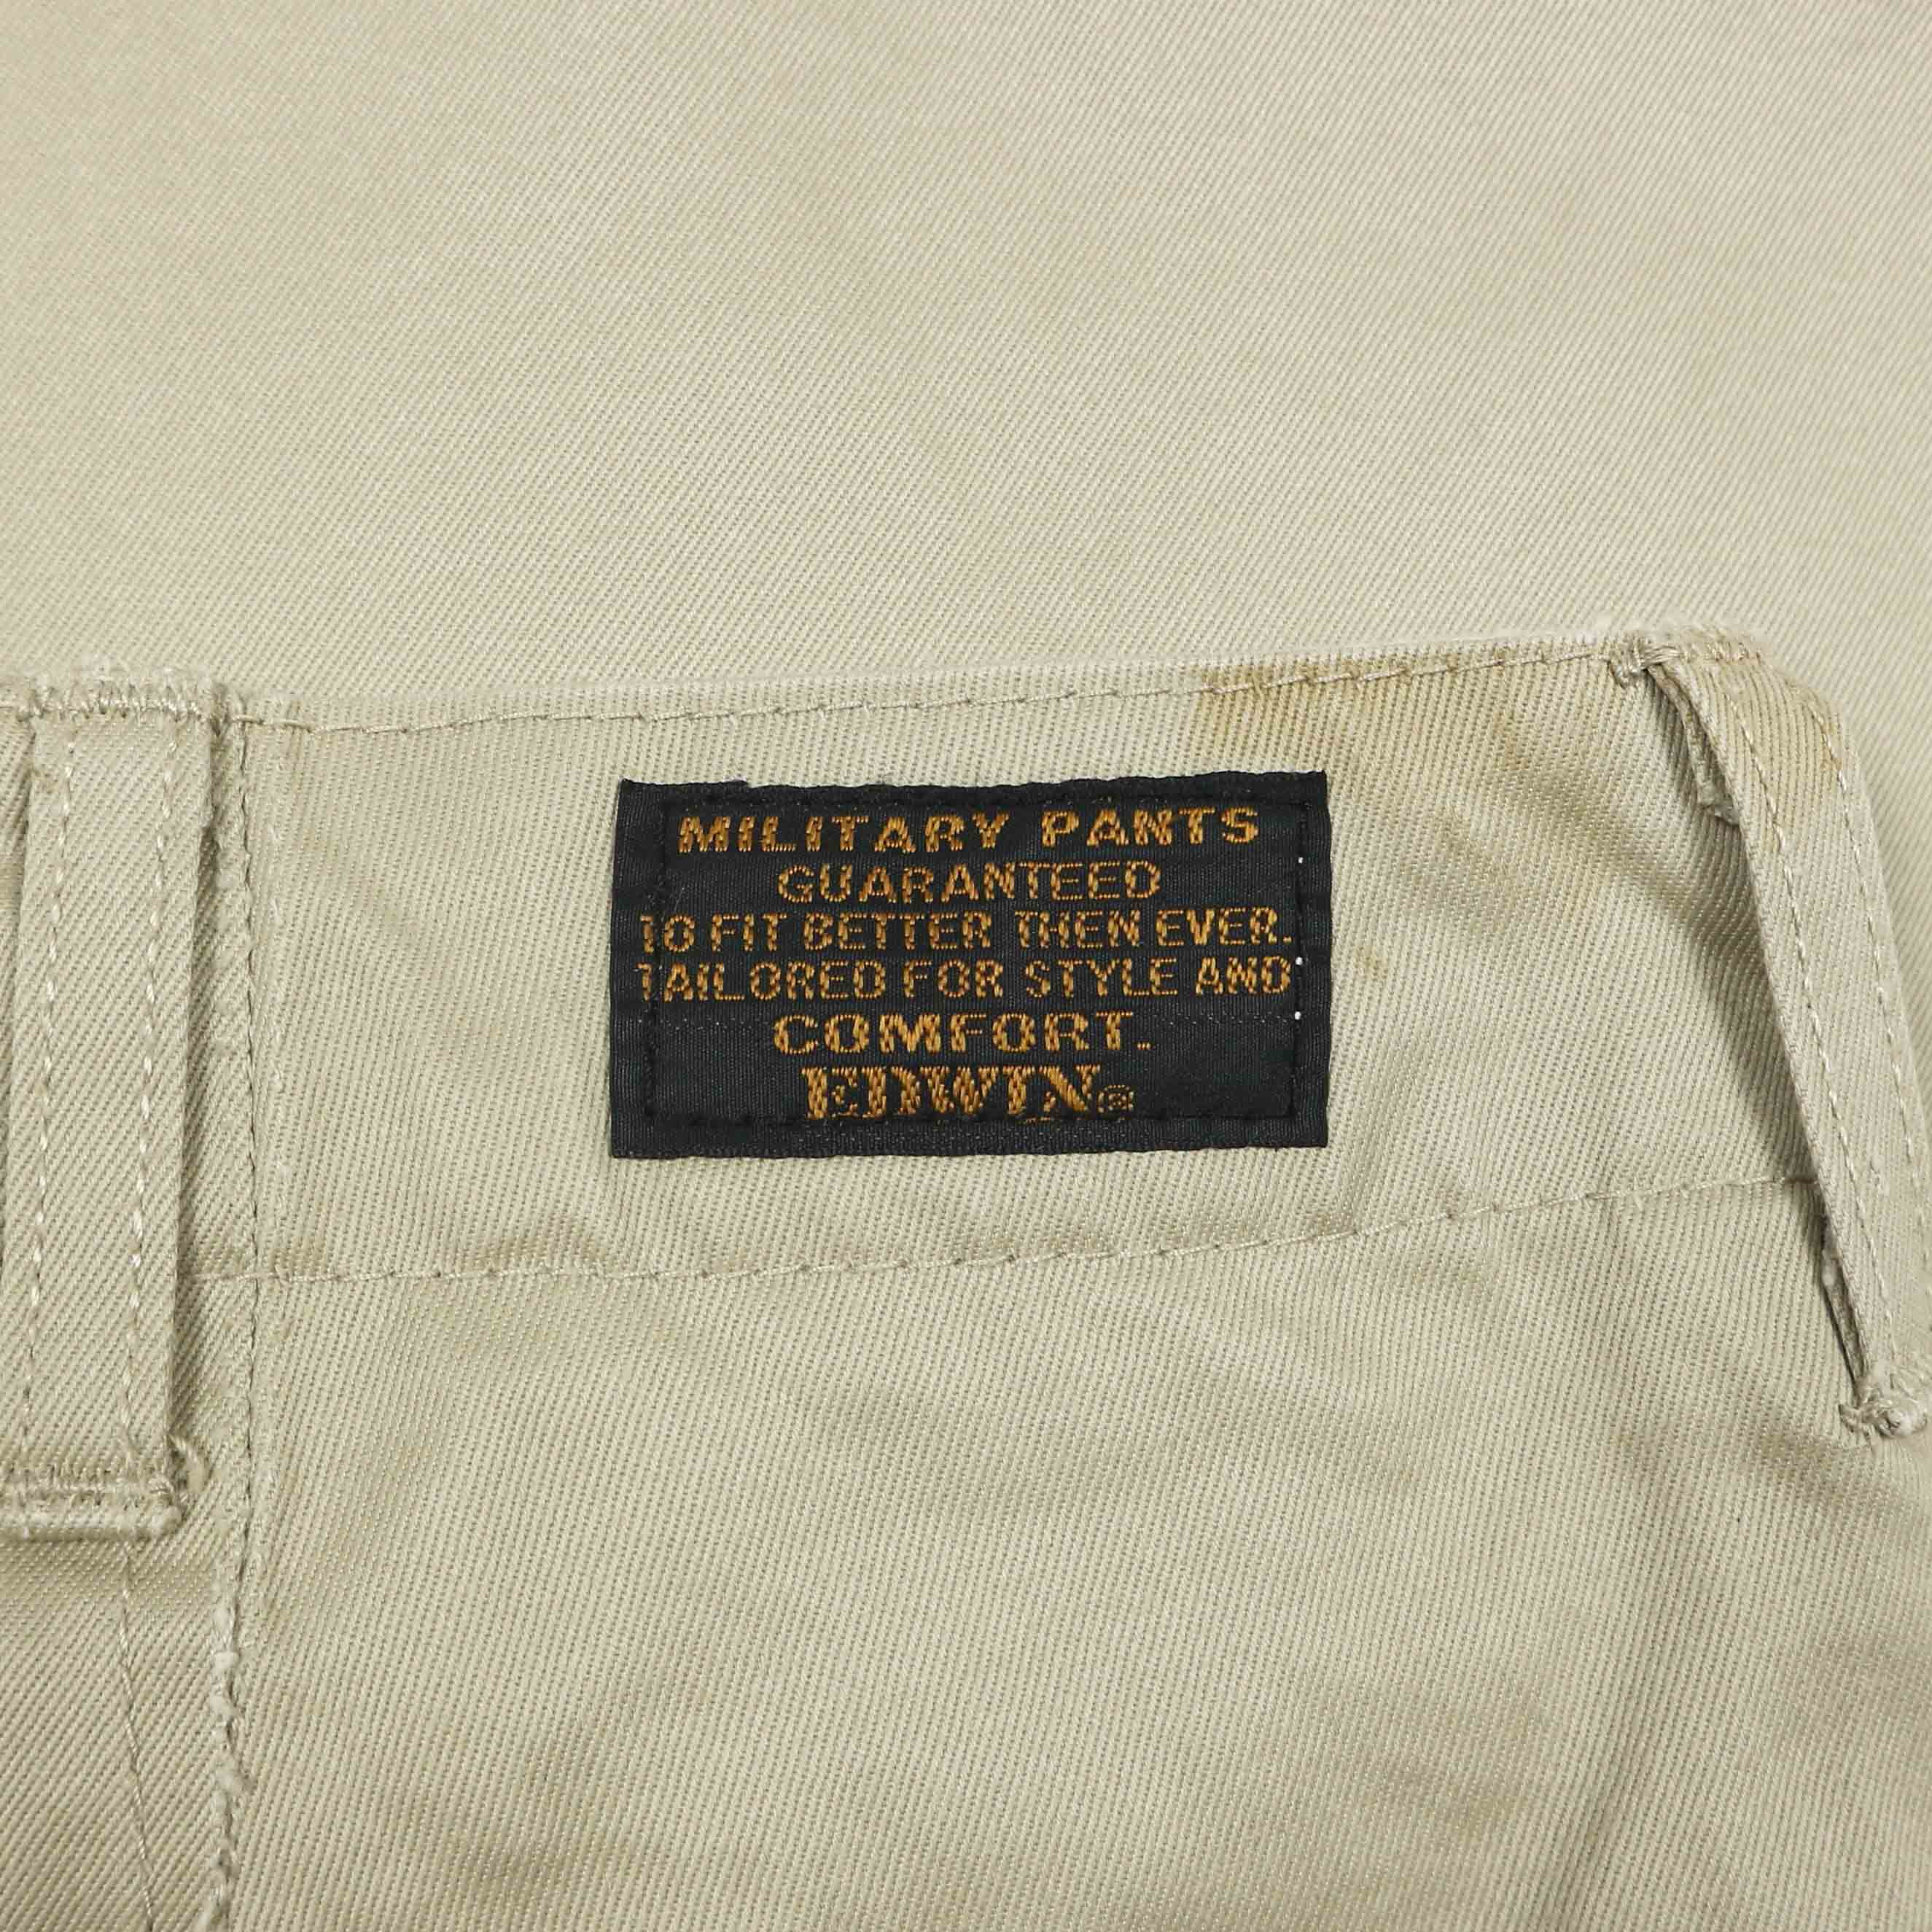 MILITARY PANTS
GUARANTEED
TO FIT BETTER THEN EVER.
TAILORED FOR STYLE AND
COMFORT.
EDWIN®